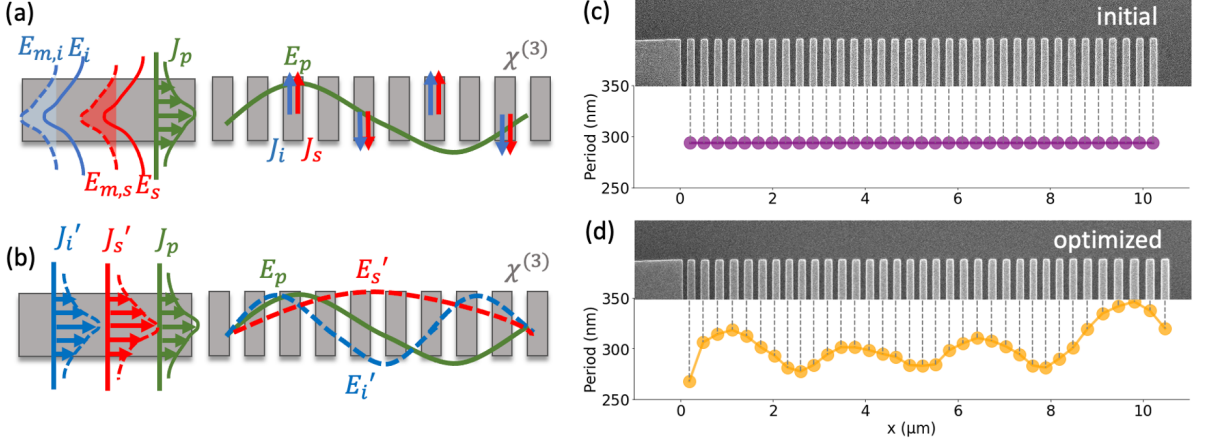 (a)
E_{m,i} E_i J_p
E_p
χ^{(3)}
J_i J_s
E_{m,s} E_s
(b)
J_i' J_s' J_p
E_p E_s'
χ^{(3)}
E_i'
(c)
initial
Period (nm)
350
300
250
0 2 4 6 8 10
(d)
optimized
Period (nm)
350
300
250
0 2 4 6 8 10
x (μm)